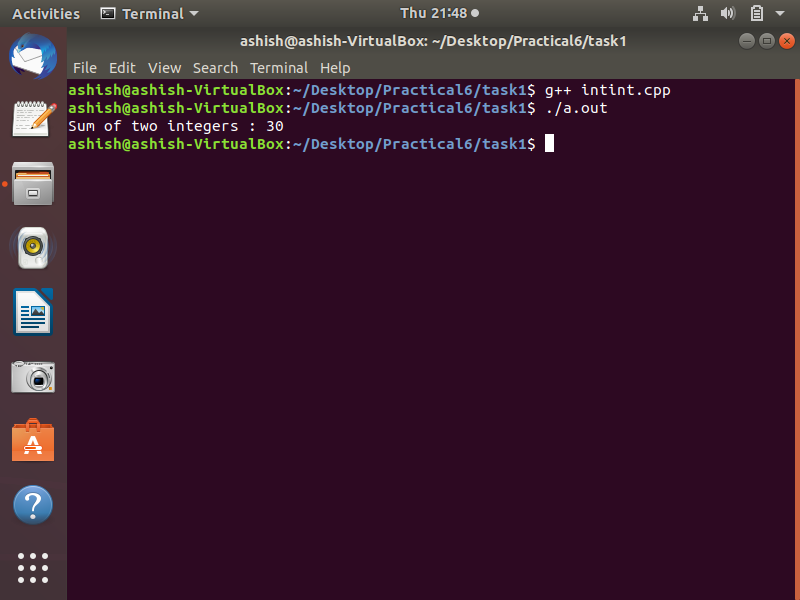 Activities Terminal Thu 21:48
ashish@ashish-VirtualBox: ~/Desktop/Practical6/task1
File Edit View Search Terminal Help
ashish@ashish-VirtualBox:~/Desktop/Practical6/task1$ g++ intint.cpp
ashish@ashish-VirtualBox:~/Desktop/Practical6/task1$ ./a.out
Sum of two integers : 30
ashish@ashish-VirtualBox:~/Desktop/Practical6/task1$